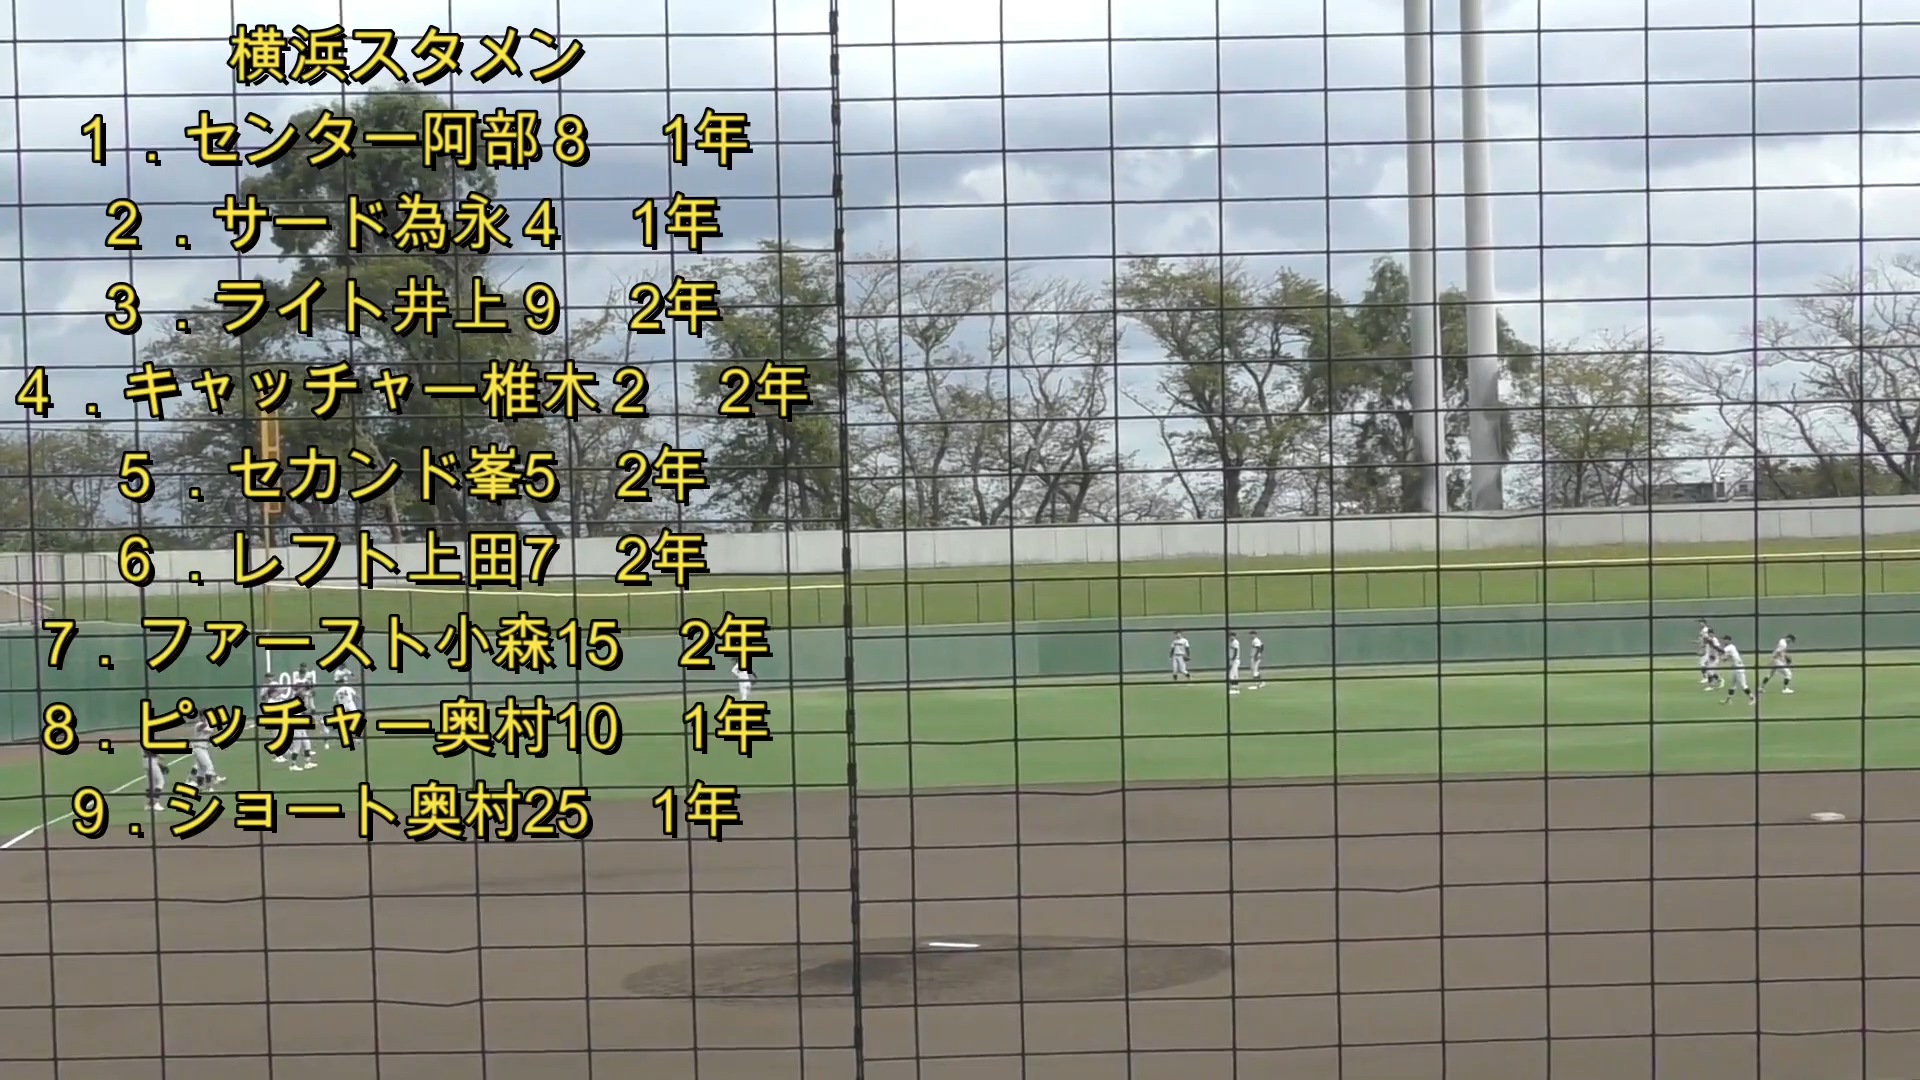 横浜スタメン
1．センター阿部8　1年
2．サード為永4　1年
3．ライト井上9　2年
4．キャッチャー椎木2　2年
5．セカンド峯5　2年
6．レフト上田7　2年
7．ファースト小森15　2年
8．ピッチャー奥村10　1年
9．ショート奥村25　1年